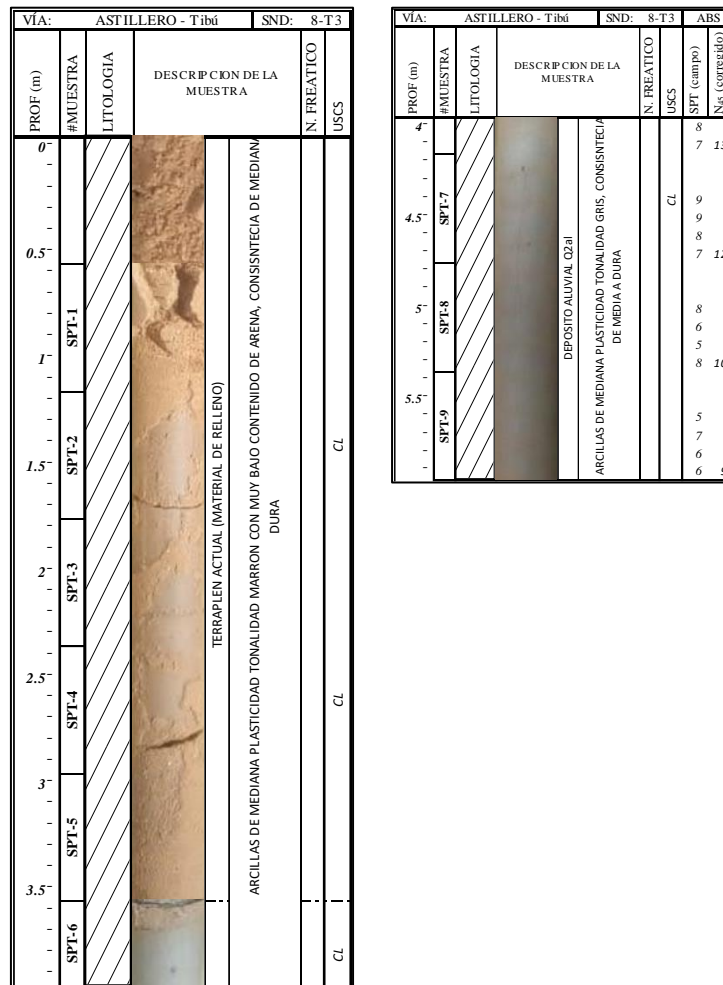 VÍA: ASTILLERO - Tibú SND: 8-T3
PROF (m)
#MUESTRA
LITOLOGIA
DESCRIPCION DE LA
MUESTRA
N. FREATICO
USCS
0
0.5
1
1.5
2
2.5
3
3.5
SPT-1
SPT-2
SPT-3
SPT-4
SPT-5
SPT-6
TERRAPLEN ACTUAL (MATERIAL DE RELLENO)
ARCILLAS DE MEDIANA PLASTICIDAD TONALIDAD MARRON CON MUY BAJO CONTENIDO DE ARENA, CONSISNTECIA DE MEDIANA
DURA
CL
CL
CL
VÍA: ASTILLERO - Tibú SND: 8-T3 ABS
PROF (m)
#MUESTRA
LITOLOGIA
DESCRIPCION DE LA
MUESTRA
N. FREATICO
USCS
SPT (campo)
N₄₅ (corregido)
4
4.5
5
5.5
SPT-7
SPT-8
SPT-9
DEPOSITO ALUVIAL Q2al
ARCILLAS DE MEDIANA PLASTICIDAD TONALIDAD GRIS, CONSISNTECIA
DE MEDIA A DURA
CL
8
7 13
9
9
8
7 12
8
6
5
8 10
5
7
6
6 9